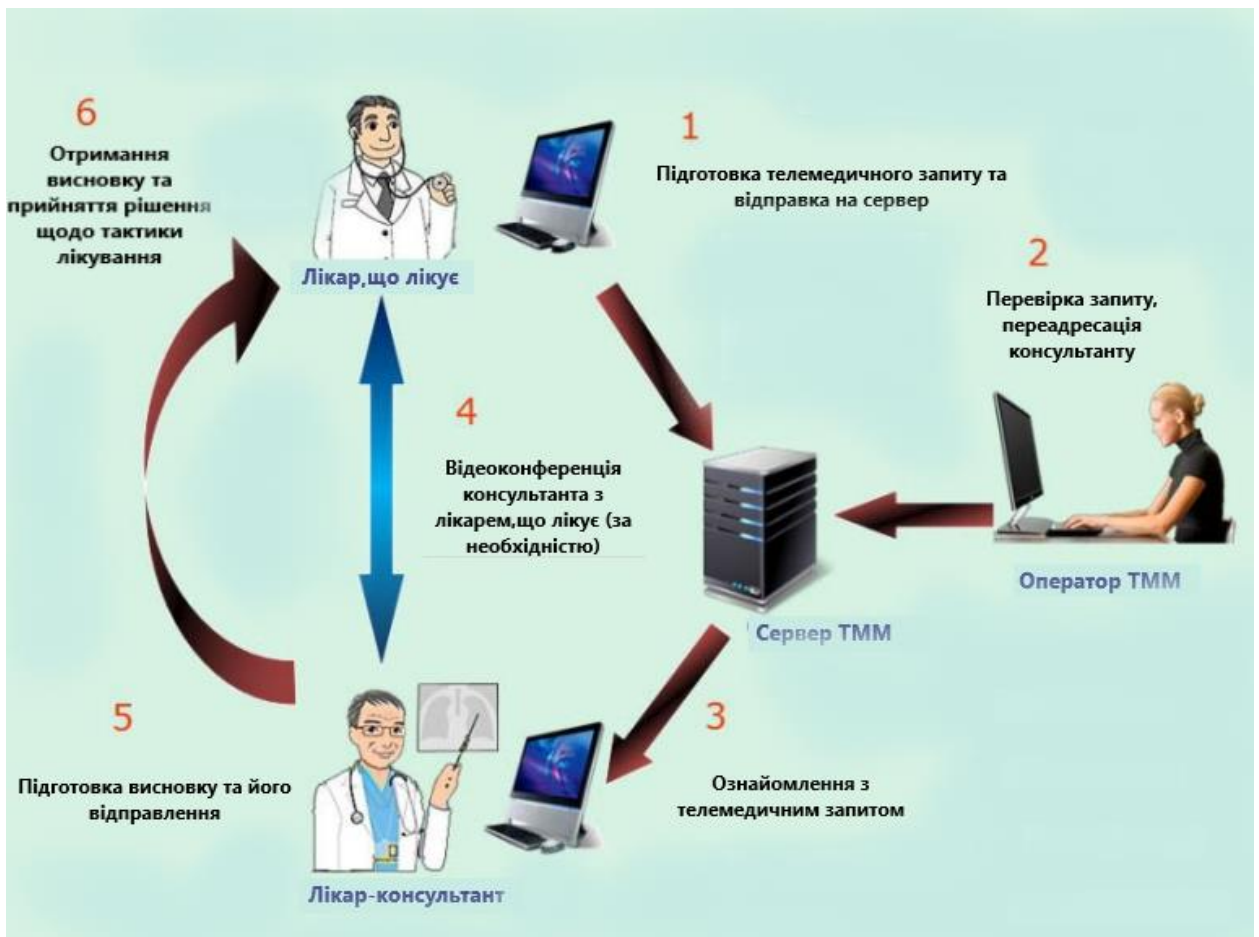 6
Отримання
висновку та
прийняття рішення
щодо тактики
лікування
1
Підготовка телемедичного запиту та
відправка на сервер
2
Перевірка запиту,
переадресація
консультанту
Лікар,що лікує
4
Відеоконференція
консультанта з
лікарем,що лікує (за
необхідністю)
Оператор ТММ
Сервер ТММ
5
Підготовка висновку та його
відправлення
3
Ознайомлення з
телемедичним запитом
Лікар-консультант